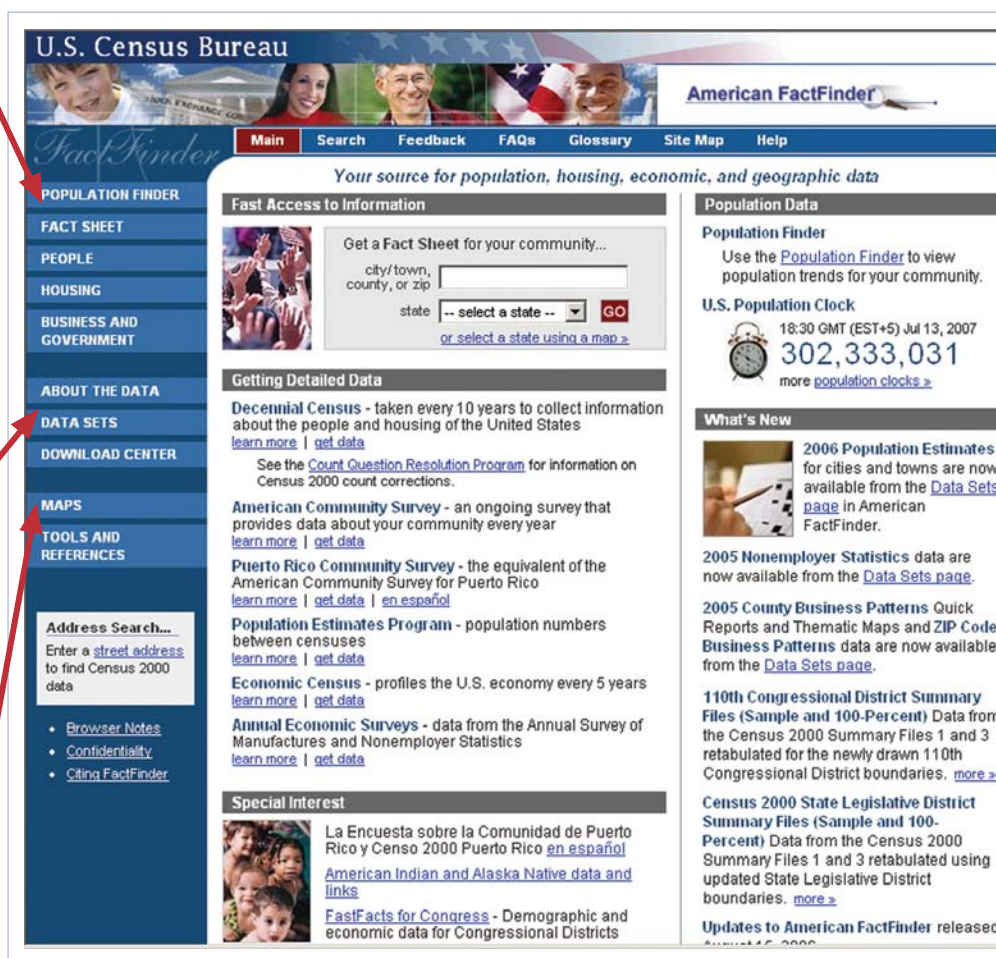 U.S. Census Bureau
STOCK EXCHANGE
American FactFinder
FactFinder
Main Search Feedback FAQs Glossary Site Map Help
Your source for population, housing, economic, and geographic data
POPULATION FINDER
FACT SHEET
PEOPLE
HOUSING
BUSINESS AND
GOVERNMENT
ABOUT THE DATA
DATA SETS
DOWNLOAD CENTER
MAPS
TOOLS AND
REFERENCES
Address Search...
Enter a street address
to find Census 2000
data
• Browser Notes
• Confidentiality
• Citing FactFinder
Fast Access to Information
Get a Fact Sheet for your community...
city/town,
county, or zip
state -- select a state -- GO
or select a state using a map »
Getting Detailed Data
Decennial Census - taken every 10 years to collect information
about the people and housing of the United States
learn more | get data
See the Count Question Resolution Program for information on
Census 2000 count corrections.
American Community Survey - an ongoing survey that
provides data about your community every year
learn more | get data
Puerto Rico Community Survey - the equivalent of the
American Community Survey for Puerto Rico
learn more | get data | en español
Population Estimates Program - population numbers
between censuses
learn more | get data
Economic Census - profiles the U.S. economy every 5 years
learn more | get data
Annual Economic Surveys - data from the Annual Survey of
Manufactures and Nonemployer Statistics
learn more | get data
Special Interest
La Encuesta sobre la Comunidad de Puerto
Rico y Censo 2000 Puerto Rico en español
American Indian and Alaska Native data and
links
FastFacts for Congress - Demographic and
economic data for Congressional Districts
Population Data
Population Finder
Use the Population Finder to view
population trends for your community.
U.S. Population Clock
18:30 GMT (EST+5) Jul 13, 2007
302,333,031
more population clocks »
What's New
2006 Population Estimates
for cities and towns are now
available from the Data Sets
page in American
FactFinder.
2005 Nonemployer Statistics data are
now available from the Data Sets page.
2005 County Business Patterns Quick
Reports and Thematic Maps and ZIP Code
Business Patterns data are now available
from the Data Sets page.
110th Congressional District Summary
Files (Sample and 100-Percent) Data from
the Census 2000 Summary Files 1 and 3
retabulated for the newly drawn 110th
Congressional District boundaries. more »
Census 2000 State Legislative District
Summary Files (Sample and 100-
Percent) Data from the Census 2000
Summary Files 1 and 3 retabulated using
updated State Legislative District
boundaries. more »
Updates to American FactFinder released